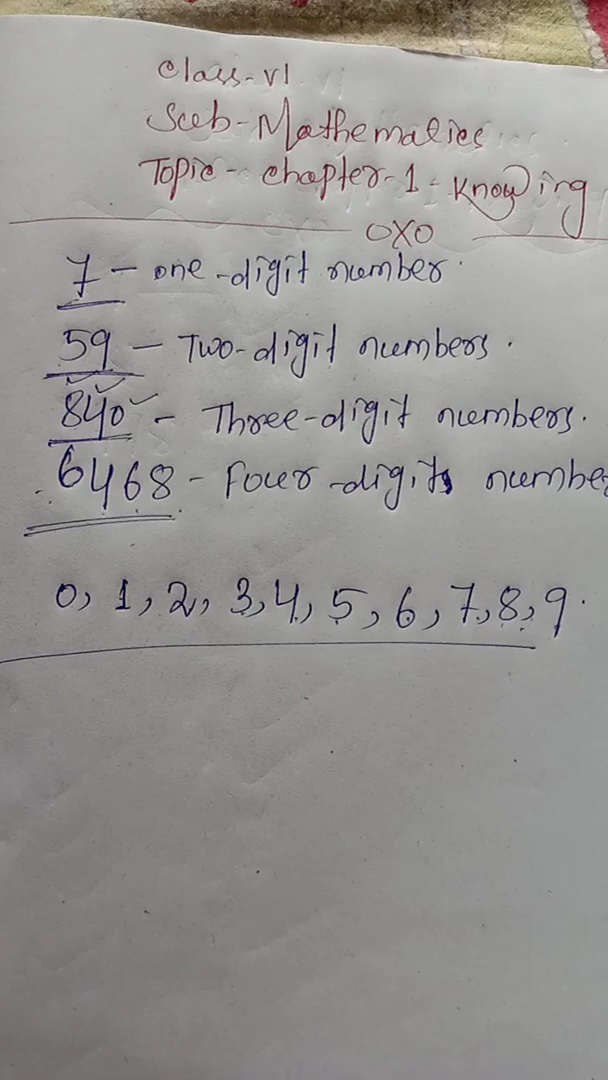 Class-VI
Sub-Mathematics
Topic- chapter-1-Knowing
OXO
7 - one-digit number.
59 - Two-digit numbers.
840 - Three-digit numbers.
6468 - Four-digits number
0, 1, 2, 3, 4, 5, 6, 7, 8, 9.